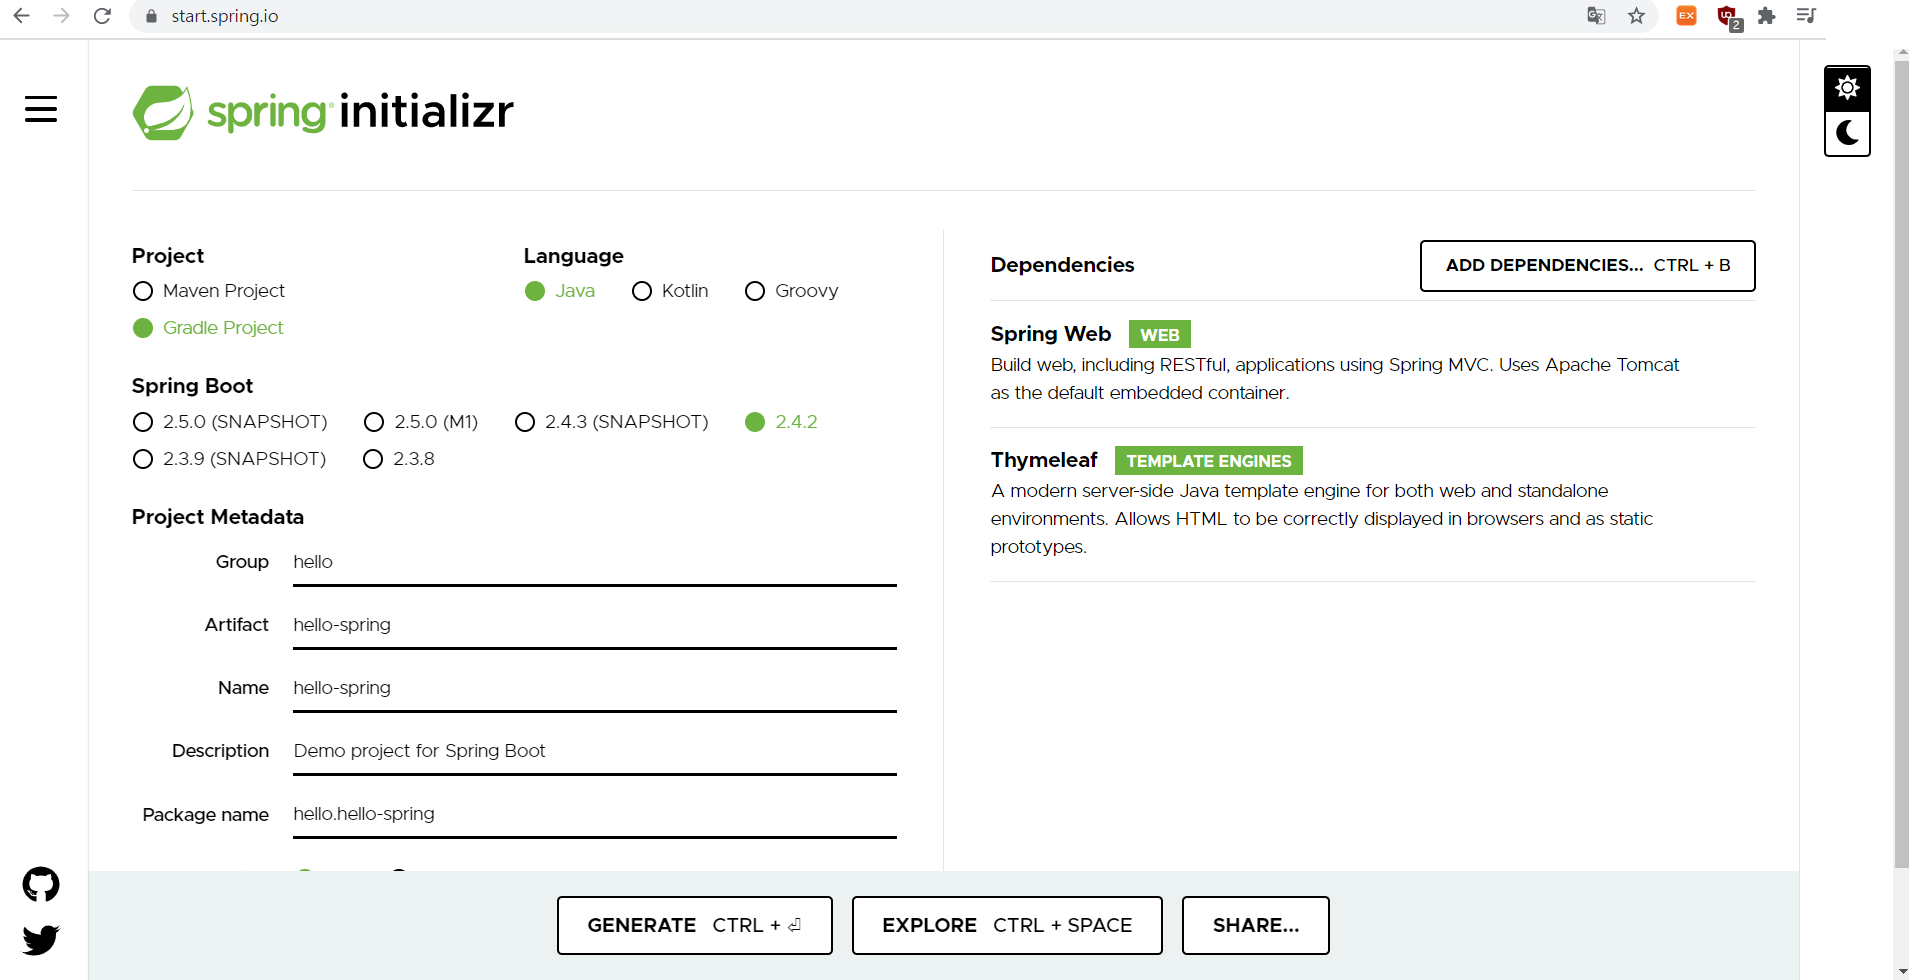 start.spring.io
2
spring initializr
Project
Maven Project
Gradle Project
Language
Java Kotlin Groovy
Spring Boot
2.5.0 (SNAPSHOT) 2.5.0 (M1) 2.4.3 (SNAPSHOT) 2.4.2
2.3.9 (SNAPSHOT) 2.3.8
Project Metadata
Group hello
Artifact hello-spring
Name hello-spring
Description Demo project for Spring Boot
Package name hello.hello-spring
Dependencies
ADD DEPENDENCIES... CTRL + B
Spring Web WEB
Build web, including RESTful, applications using Spring MVC. Uses Apache Tomcat
as the default embedded container.
Thymeleaf TEMPLATE ENGINES
A modern server-side Java template engine for both web and standalone
environments. Allows HTML to be correctly displayed in browsers and as static
prototypes.
GENERATE CTRL + ⏎
EXPLORE CTRL + SPACE
SHARE...